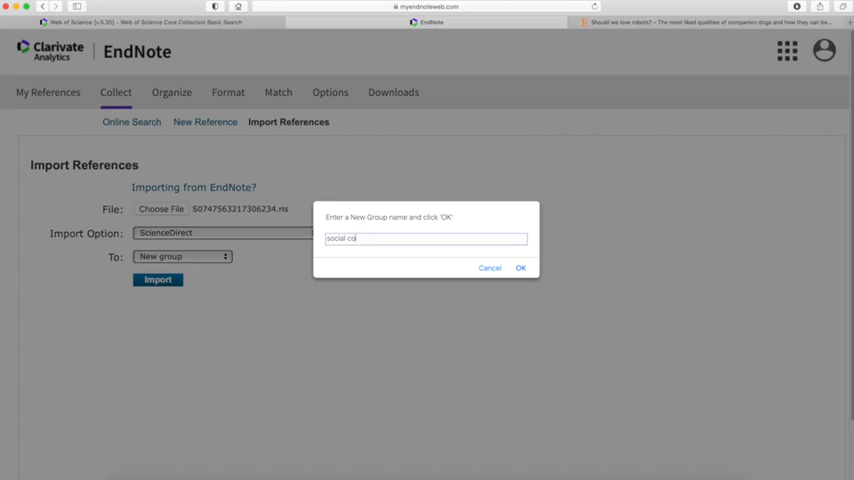 myendnoteweb.com
Web of Science [v.5.35] - Web of Science Core Collection Basic Search
EndNote
Should we love robots? – The most liked qualities of companion dogs and how they can be...
Clarivate
Analytics
EndNote
My References
Collect
Organize
Format
Match
Options
Downloads
Online Search
New Reference
Import References
Import References
Importing from EndNote?
File:
Choose File
S0747563217306234.ris
Import Option:
ScienceDirect
To:
New group
Import
Enter a New Group name and click 'OK'
social co
Cancel
OK